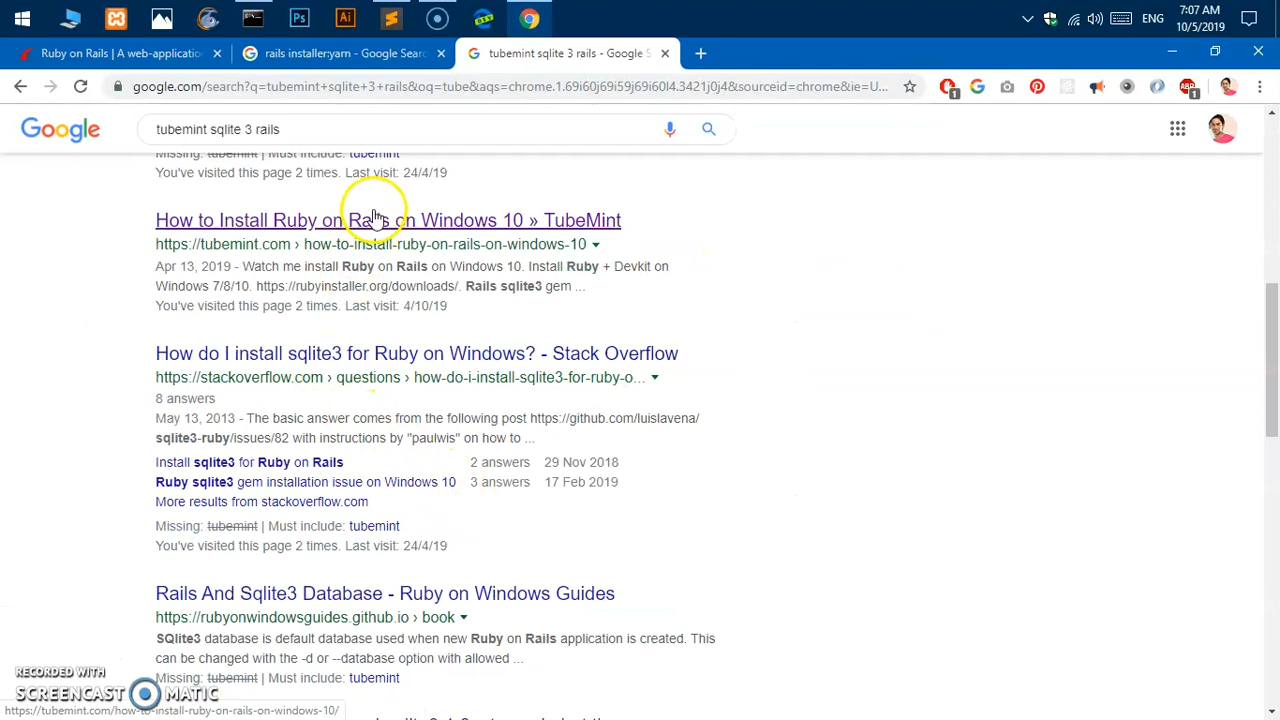 Ps
Ai
ENG
7:07 AM
10/5/2019
Ruby on Rails | A web-applicatio
rails installer:yarn - Google Searc
tubemint sqlite 3 rails - Google S
google.com/search?q=tubemint+sqlite+3+rails&oq=tube&aqs=chrome.1.69i60j69i59j69i60l4.3421j0j4&sourceid=chrome&ie=U...
1
ABP
1
Google
tubemint sqlite 3 rails
Missing: tubemint | Must include: tubemint
You've visited this page 2 times. Last visit: 24/4/19
How to Install Ruby on Rails on Windows 10 » TubeMint
https://tubemint.com › how-to-install-ruby-on-rails-on-windows-10
Apr 13, 2019 - Watch me install Ruby on Rails on Windows 10. Install Ruby + Devkit on
Windows 7/8/10. https://rubyinstaller.org/downloads/. Rails sqlite3 gem ...
You've visited this page 2 times. Last visit: 4/10/19
How do I install sqlite3 for Ruby on Windows? - Stack Overflow
https://stackoverflow.com › questions › how-do-i-install-sqlite3-for-ruby-o...
8 answers
May 13, 2013 - The basic answer comes from the following post https://github.com/luislavena/
sqlite3-ruby/issues/82 with instructions by "paulwis" on how to ...
Install sqlite3 for Ruby on Rails 2 answers 29 Nov 2018
Ruby sqlite3 gem installation issue on Windows 10 3 answers 17 Feb 2019
More results from stackoverflow.com
Missing: tubemint | Must include: tubemint
You've visited this page 2 times. Last visit: 24/4/19
Rails And Sqlite3 Database - Ruby on Windows Guides
https://rubyonwindowsguides.github.io › book
SQlite3 database is default database used when new Ruby on Rails application is created. This
can be changed with the -d or --database option with allowed ...
Missing: tubemint | Must include: tubemint
RECORDED WITH
SCREENCAST MATIC
https://tubemint.com/how-to-install-ruby-on-rails-on-windows-10/